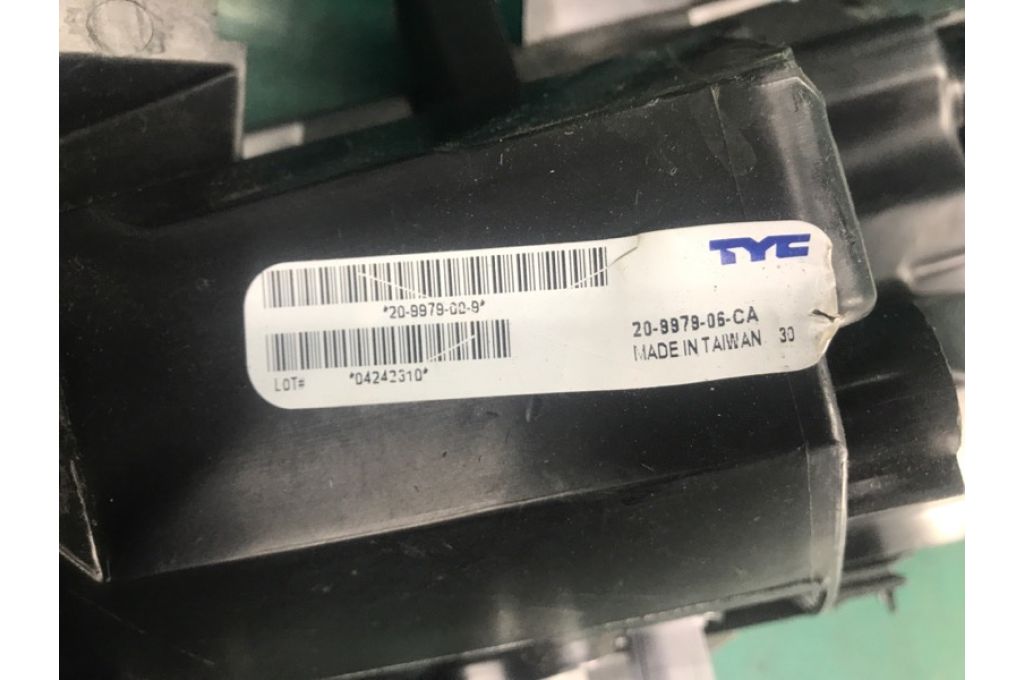 TYC
*20-9979-00-9*
20-9979-06-CA
MADE IN TAIWAN 30
LOT# *04242310*